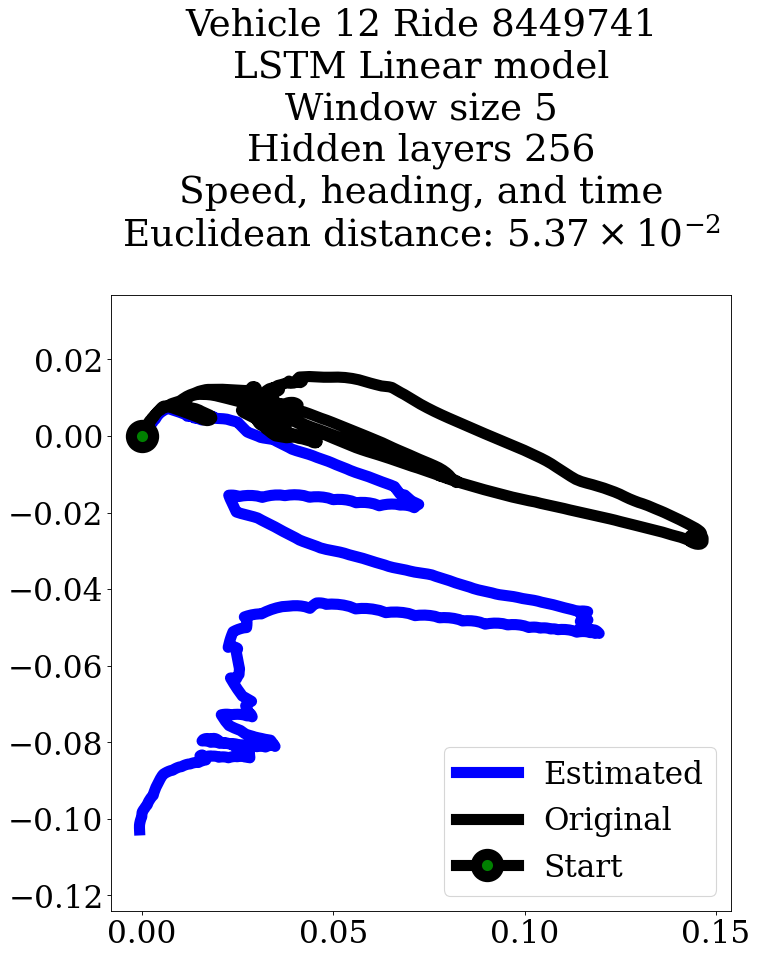 Vehicle 12 Ride 8449741
LSTM Linear model
Window size 5
Hidden layers 256
Speed, heading, and time
Euclidean distance: 5.37 × 10⁻²
0.02
0.00
−0.02
−0.04
−0.06
−0.08
−0.10
−0.12
Estimated
Original
Start
0.00 0.05 0.10 0.15